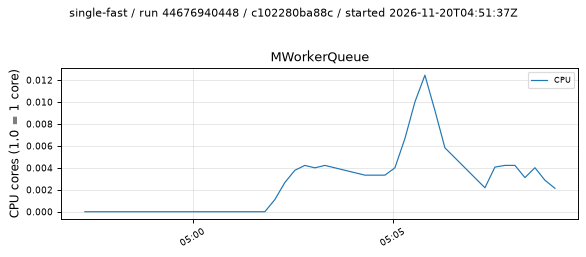 single-fast / run 44676940448 / c102280ba88c / started 2026-11-20T04:51:37Z
MWorkerQueue
CPU cores (1.0 = 1 core)
0.012
0.010
0.008
0.006
0.004
0.002
0.000
CPU
05:00
05:05